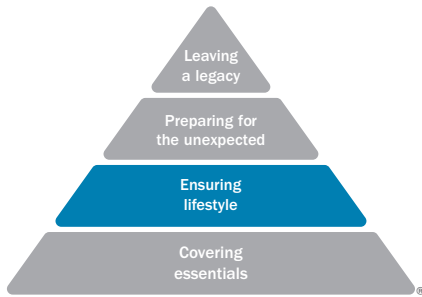 Leaving
a legacy
Preparing for
the unexpected
Ensuring
lifestyle
Covering
essentials
®